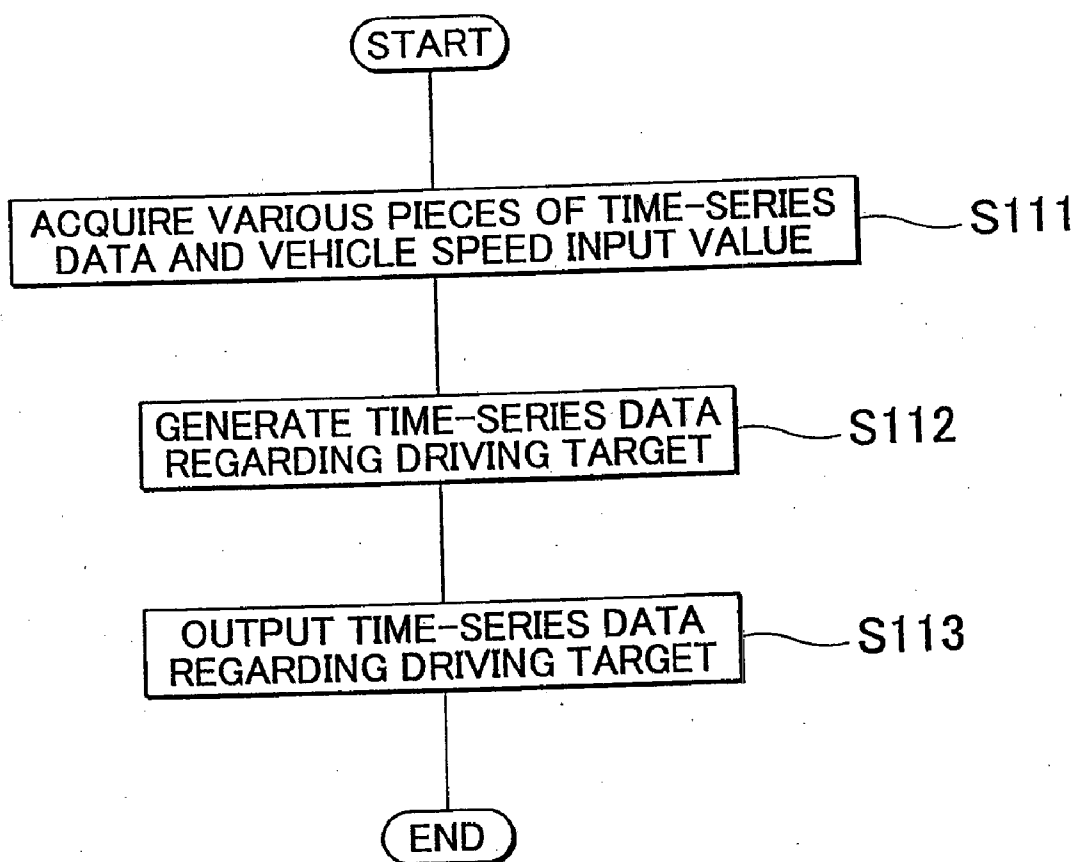 START
ACQUIRE VARIOUS PIECES OF TIME-SERIES
DATA AND VEHICLE SPEED INPUT VALUE
S111
GENERATE TIME-SERIES DATA
REGARDING DRIVING TARGET
S112
OUTPUT TIME-SERIES DATA
REGARDING DRIVING TARGET
S113
END